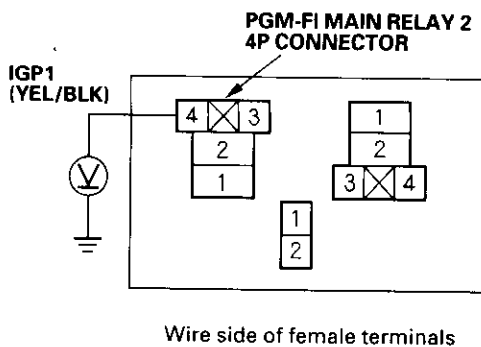 PGM-FI MAIN RELAY 2
4P CONNECTOR
IGP1
(YEL/BLK)
4 3
2
1
1
2
3 4
1
2
V
Wire side of female terminals